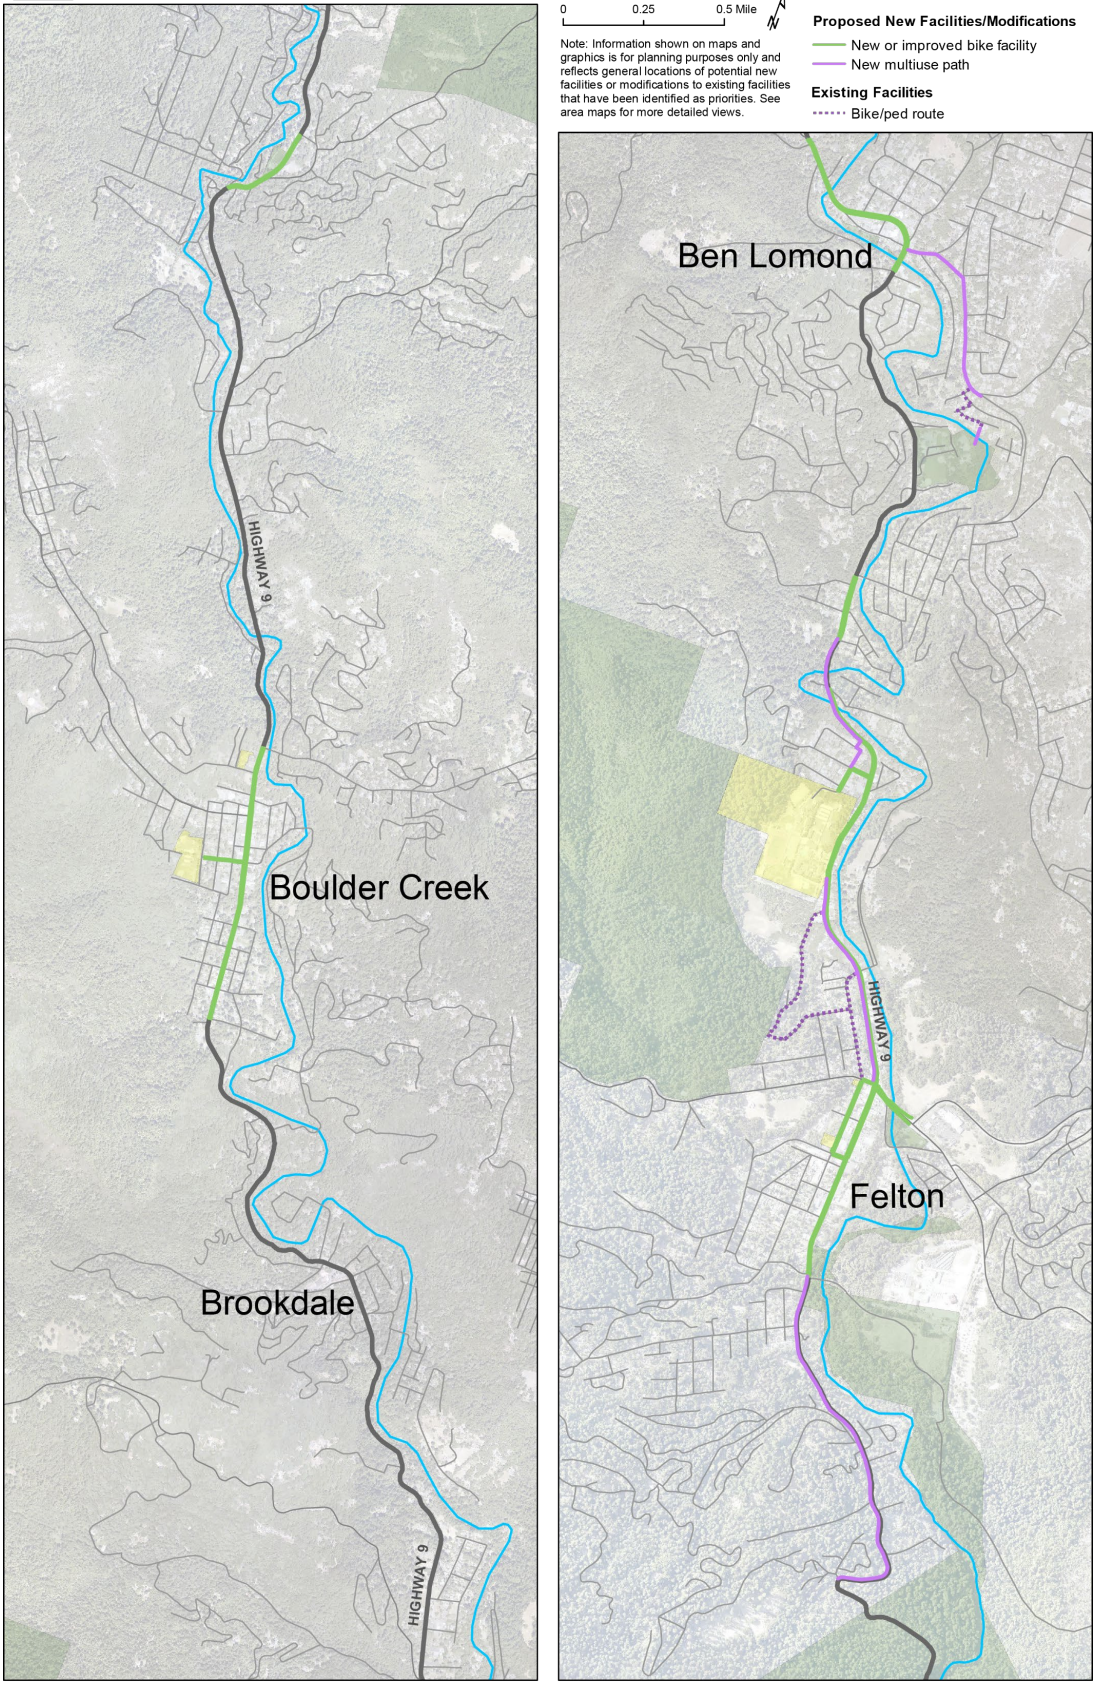 0 0.25 0.5 Mile
N
Note: Information shown on maps and
graphics is for planning purposes only and
reflects general locations of potential new
facilities or modifications to existing facilities
that have been identified as priorities. See
area maps for more detailed views.
Proposed New Facilities/Modifications
New or improved bike facility
New multiuse path
Existing Facilities
Bike/ped route
HIGHWAY 9
Boulder Creek
Brookdale
HIGHWAY 9
Ben Lomond
HIGHWAY 9
Felton